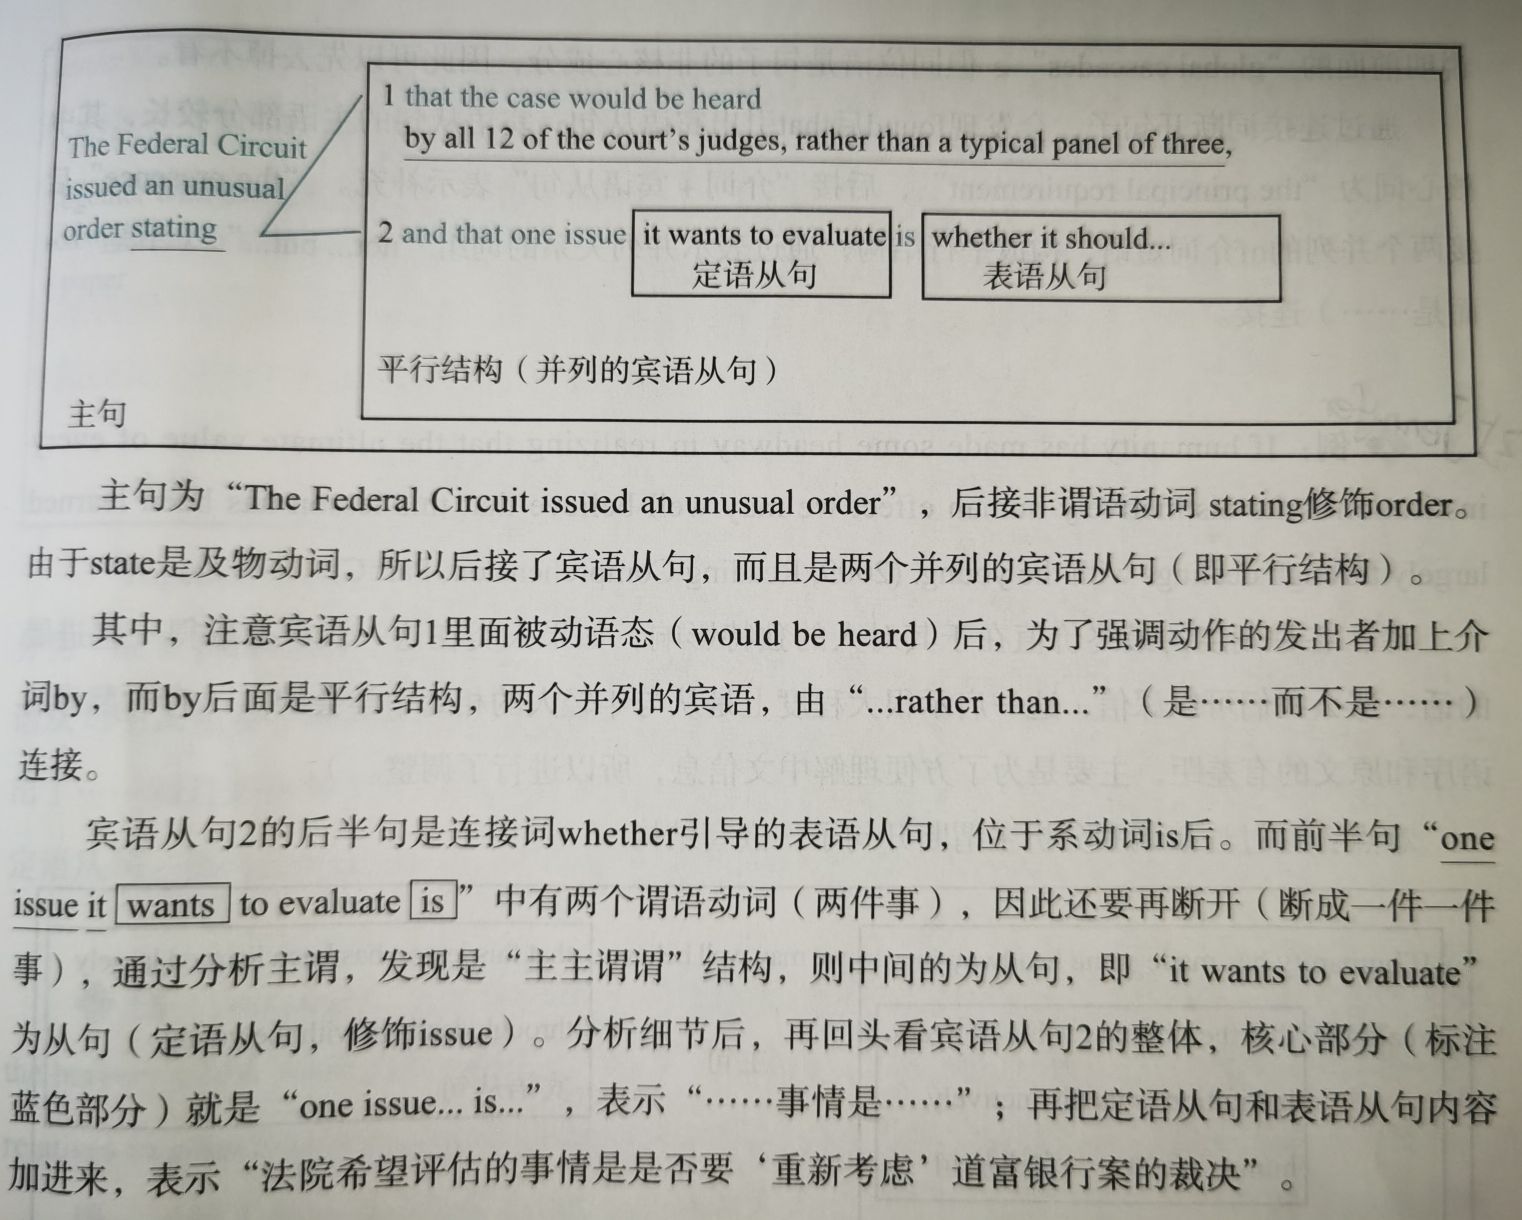 The Federal Circuit
issued an unusual
order stating
1 that the case would be heard
by all 12 of the court's judges, rather than a typical panel of three,
2 and that one issue it wants to evaluate is whether it should...
定语从句 表语从句
平行结构（并列的宾语从句）
主句
主句为“The Federal Circuit issued an unusual order”，后接非谓语动词 stating修饰order。
由于state是及物动词，所以后接了宾语从句，而且是两个并列的宾语从句（即平行结构）。
其中，注意宾语从句1里面被动语态（would be heard）后，为了强调动作的发出者加上介
词by，而by后面是平行结构，两个并列的宾语，由“...rather than...”（是……而不是……）
连接。
宾语从句2的后半句是连接词whether引导的表语从句，位于系动词is后。而前半句“one
issue it wants to evaluate is”中有两个谓语动词（两件事），因此还要再断开（断成一件一件
事），通过分析主谓，发现是“主主谓谓”结构，则中间的为从句，即“it wants to evaluate”
为从句（定语从句，修饰issue）。分析细节后，再回头看宾语从句2的整体，核心部分（标注
蓝色部分）就是“one issue... is...”，表示“……事情是……”；再把定语从句和表语从句内容
加进来，表示“法院希望评估的事情是是否要‘重新考虑’道富银行案的裁决”。